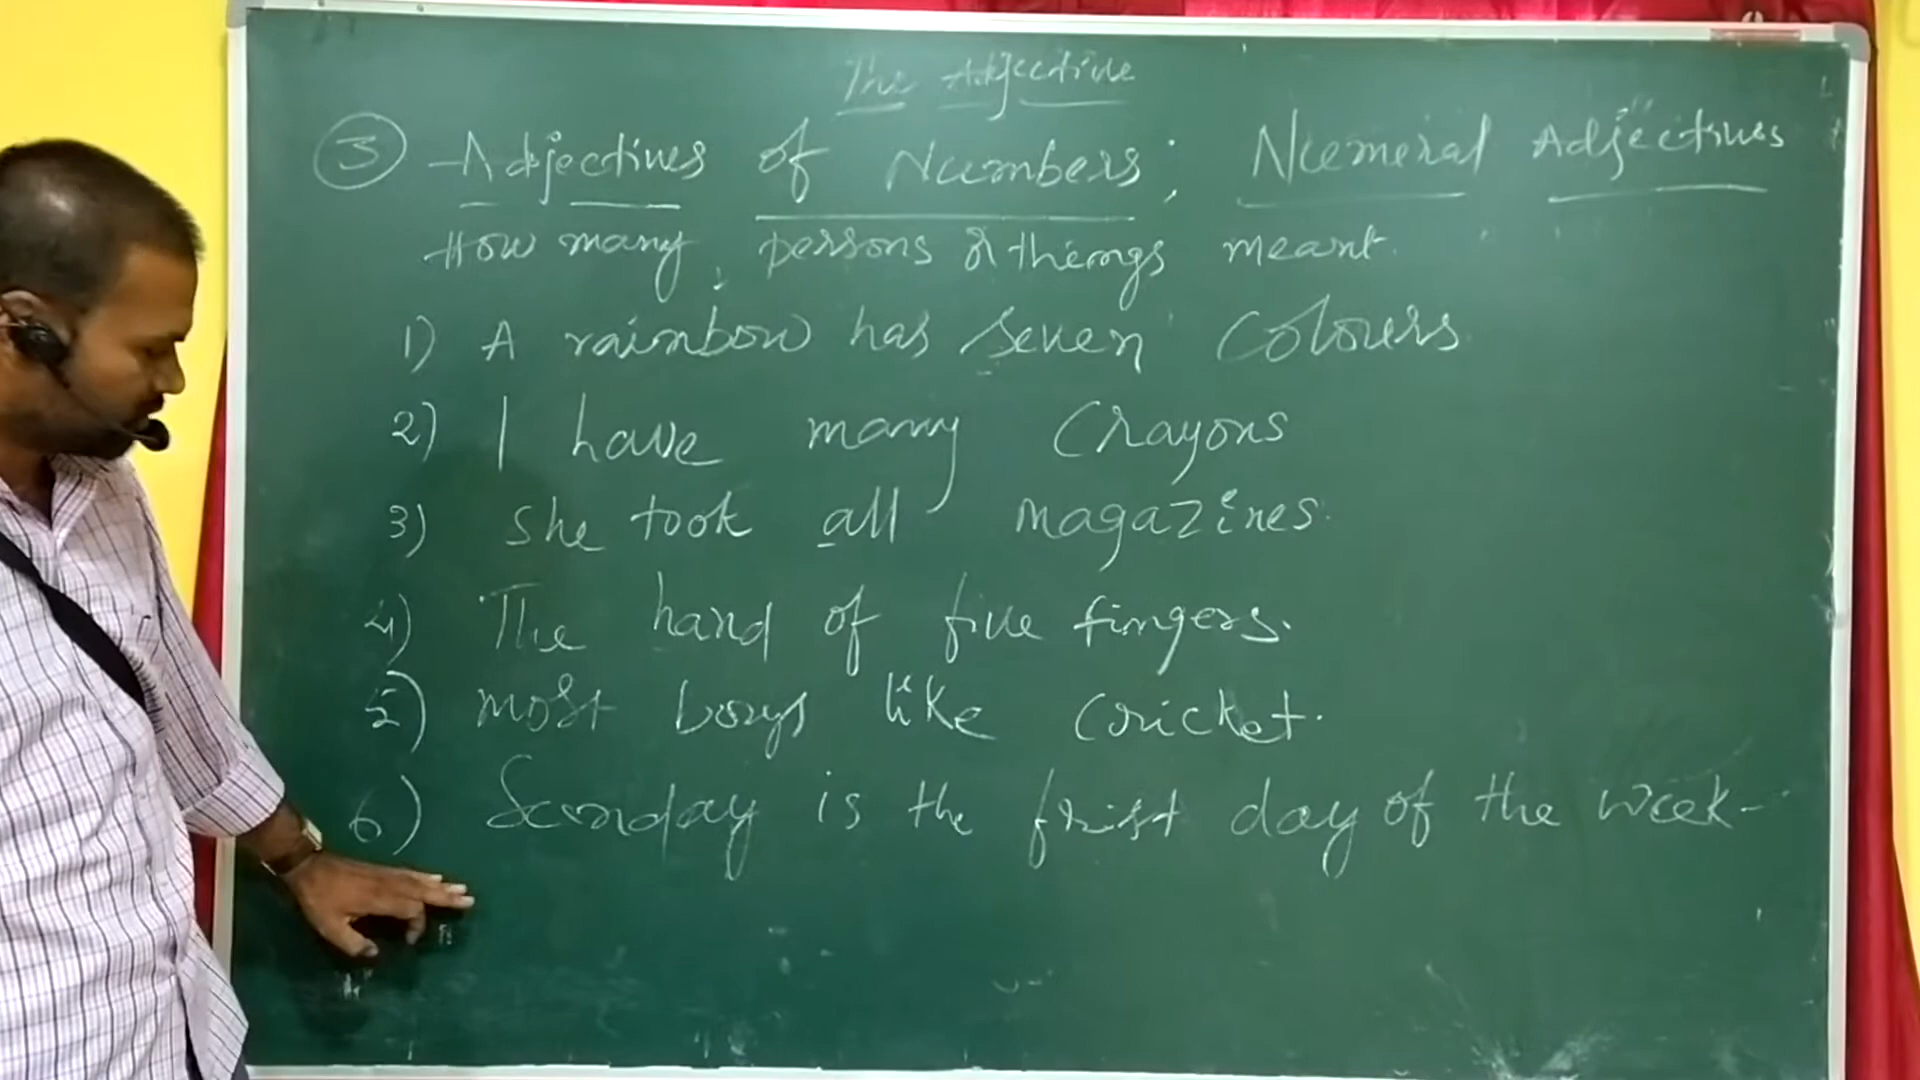 The Adjective
3 Adjectives of Numbers; Numeral Adjectives
How many persons or things meant.
1) A rainbow has seven colours
2) I have many Crayons
3) She took all magazines.
4) The hand of five fingers.
5) most boys like cricket.
6) Sunday is the first day of the week-